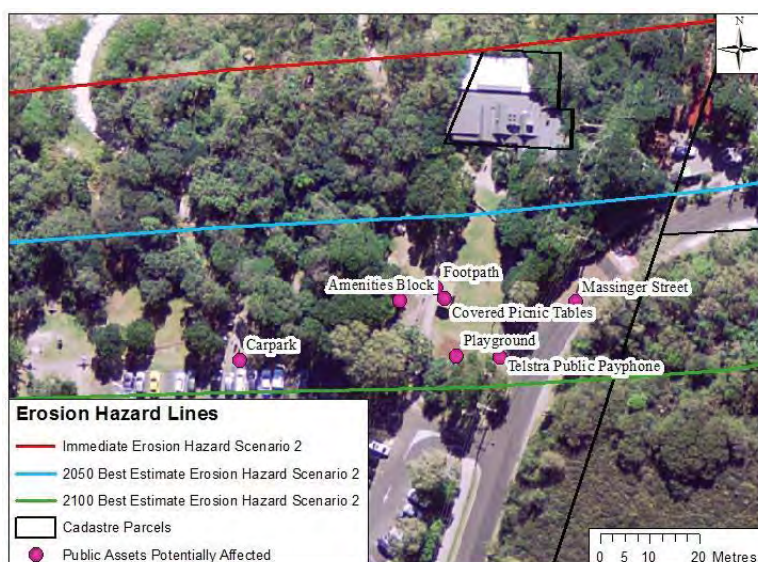 N
Footpath
Amenities Block
Massinger Street
Covered Picnic Tables
Playground
Carpark
Telstra Public Payphone
Erosion Hazard Lines
Immediate Erosion Hazard Scenario 2
2050 Best Estimate Erosion Hazard Scenario 2
2100 Best Estimate Erosion Hazard Scenario 2
Cadastre Parcels
Public Assets Potentially Affected
0 5 10 20 Metres